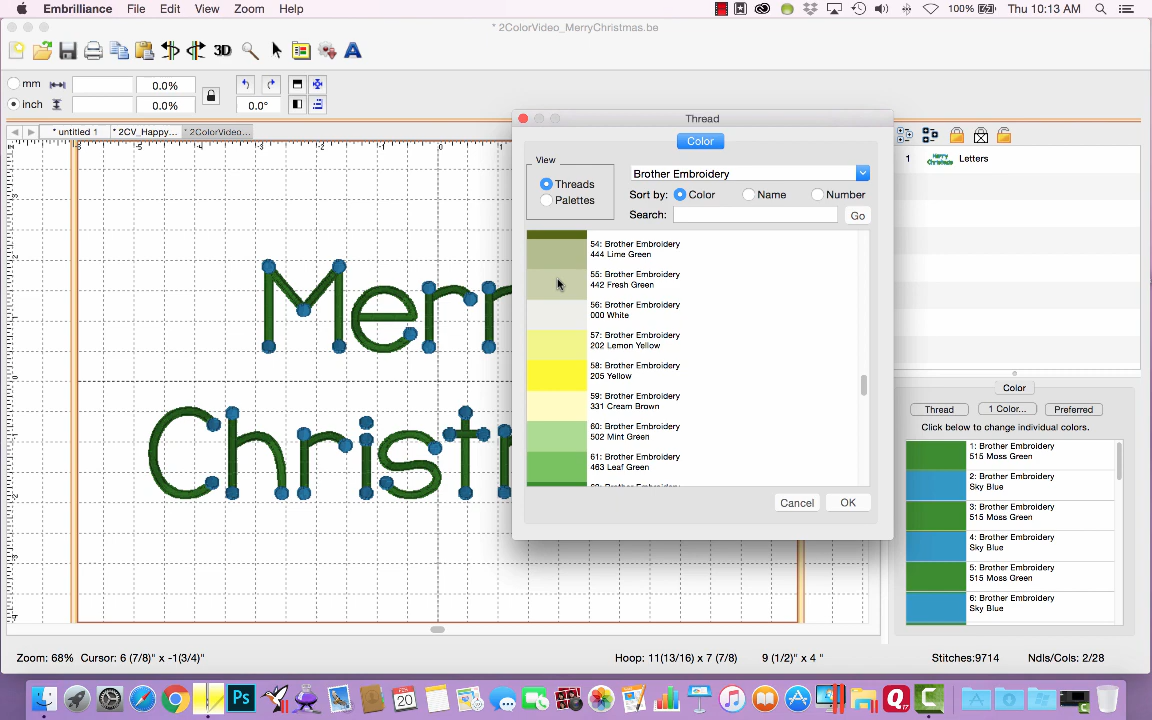 Embrilliance File Edit View Zoom Help 100% Thu 10:13 AM
* 2ColorVideo_MerryChristmas.be
3D A
mm 0.0%
inch 0.0% 0.0°
* untitled 1 * 2CV_Happy... * 2ColorVideo...
Thread
Color
View
Threads
Palettes
Brother Embroidery
Sort by: Color Name Number
Search: Go
54: Brother Embroidery
444 Lime Green
55: Brother Embroidery
442 Fresh Green
56: Brother Embroidery
000 White
57: Brother Embroidery
202 Lemon Yellow
58: Brother Embroidery
205 Yellow
59: Brother Embroidery
331 Cream Brown
60: Brother Embroidery
502 Mint Green
61: Brother Embroidery
463 Leaf Green
Cancel OK
1 Merry Christmas Letters
Merr
Christi
Color
Thread 1 Color... Preferred
Click below to change individual colors.
1: Brother Embroidery
515 Moss Green
2: Brother Embroidery
Sky Blue
3: Brother Embroidery
515 Moss Green
4: Brother Embroidery
Sky Blue
5: Brother Embroidery
515 Moss Green
6: Brother Embroidery
Sky Blue
Zoom: 68% Cursor: 6 (7/8)" x -1(3/4)" Hoop: 11(13/16) x 7 (7/8) 9 (1/2)" x 4 " Stitches:9714 Ndls/Cols: 2/28
Ps 20 Q